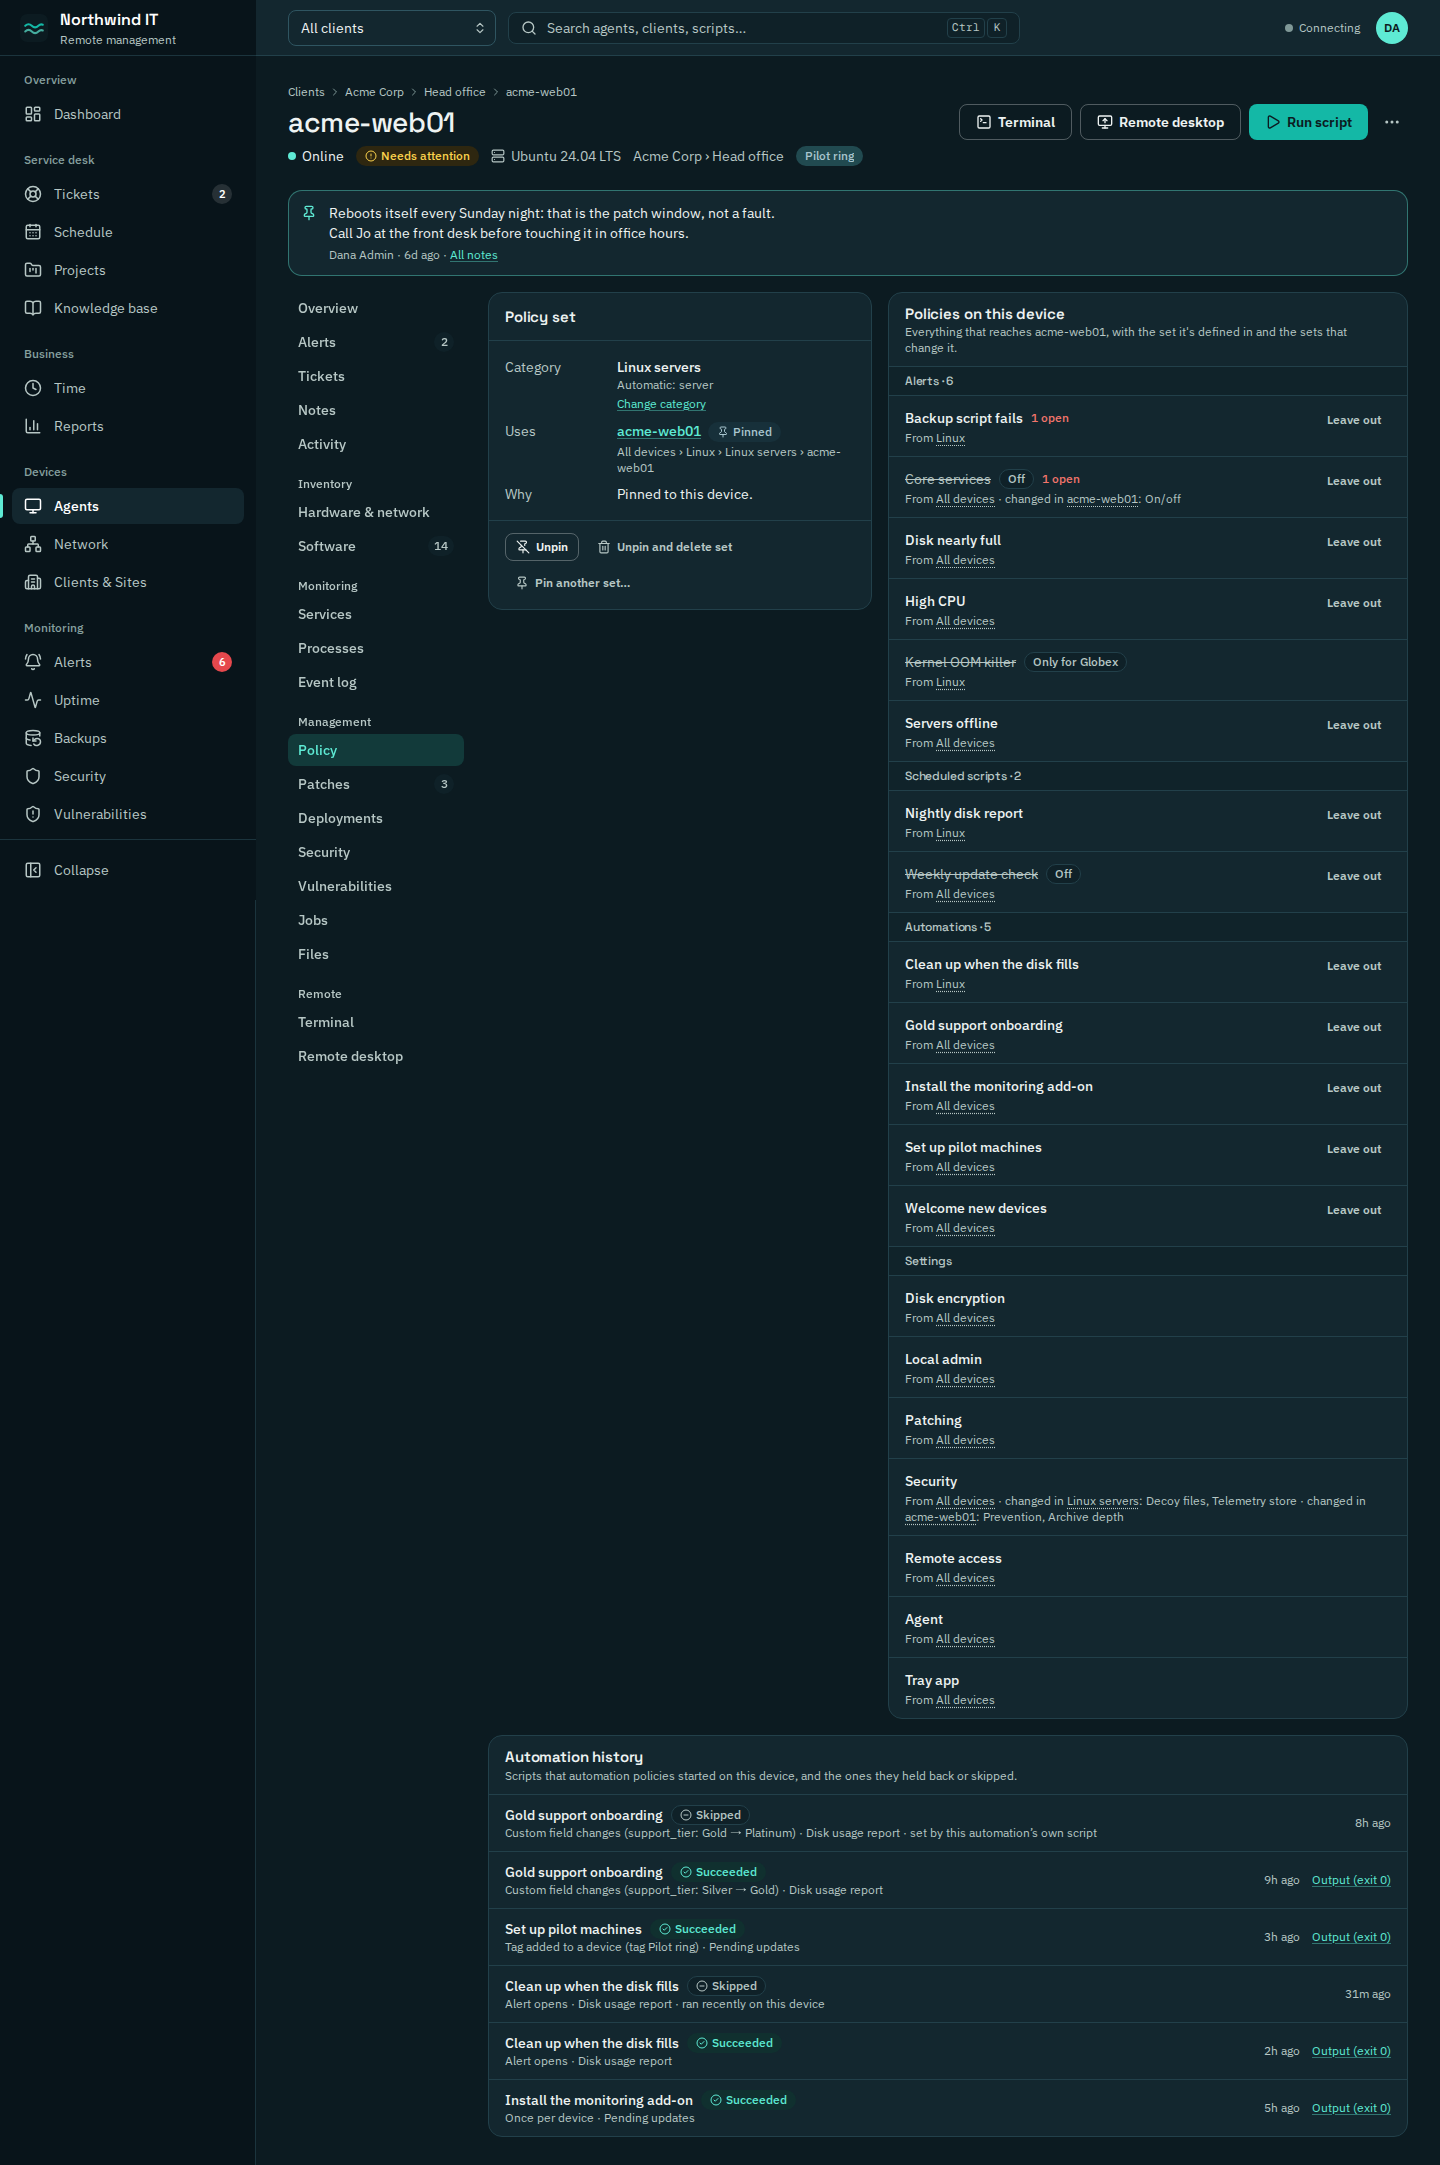 Northwind IT
Remote management
All clients
Search agents, clients, scripts...
Ctrl K
Connecting
DA
Overview
Dashboard
Service desk
Tickets 2
Schedule
Projects
Knowledge base
Business
Time
Reports
Devices
Agents
Network
Clients & Sites
Monitoring
Alerts 6
Uptime
Backups
Security
Vulnerabilities
Collapse
Clients > Acme Corp > Head office > acme-web01
acme-web01
Terminal
Remote desktop
Run script
Online
Needs attention
Ubuntu 24.04 LTS
Acme Corp › Head office
Pilot ring
Reboots itself every Sunday night: that is the patch window, not a fault.
Call Jo at the front desk before touching it in office hours.
Dana Admin · 6d ago · All notes
Overview
Alerts 2
Tickets
Notes
Activity
Inventory
Hardware & network
Software 14
Monitoring
Services
Processes
Event log
Management
Policy
Patches 3
Deployments
Security
Vulnerabilities
Jobs
Files
Remote
Terminal
Remote desktop
Policy set
Category
Linux servers
Automatic: server
Change category
Uses
acme-web01 Pinned
All devices › Linux › Linux servers › acme-
web01
Why
Pinned to this device.
Unpin
Unpin and delete set
Pin another set...
Policies on this device
Everything that reaches acme-web01, with the set it's defined in and the sets that
change it.
Alerts · 6
Backup script fails 1 open
From Linux
Leave out
Core services Off 1 open
From All devices · changed in acme-web01: On/off
Leave out
Disk nearly full
From All devices
Leave out
High CPU
From All devices
Leave out
Kernel OOM killer Only for Globex
From Linux
Servers offline
From All devices
Leave out
Scheduled scripts · 2
Nightly disk report
From Linux
Leave out
Weekly update check Off
From All devices
Leave out
Automations · 5
Clean up when the disk fills
From Linux
Leave out
Gold support onboarding
From All devices
Leave out
Install the monitoring add-on
From All devices
Leave out
Set up pilot machines
From All devices
Leave out
Welcome new devices
From All devices
Leave out
Settings
Disk encryption
From All devices
Local admin
From All devices
Patching
From All devices
Security
From All devices · changed in Linux servers: Decoy files, Telemetry store · changed in
acme-web01: Prevention, Archive depth
Remote access
From All devices
Agent
From All devices
Tray app
From All devices
Automation history
Scripts that automation policies started on this device, and the ones they held back or skipped.
Gold support onboarding Skipped
Custom field changes (support_tier: Gold → Platinum) · Disk usage report · set by this automation's own script
8h ago
Gold support onboarding Succeeded
Custom field changes (support_tier: Silver → Gold) · Disk usage report
9h ago Output (exit 0)
Set up pilot machines Succeeded
Tag added to a device (tag Pilot ring) · Pending updates
3h ago Output (exit 0)
Clean up when the disk fills Skipped
Alert opens · Disk usage report · ran recently on this device
31m ago
Clean up when the disk fills Succeeded
Alert opens · Disk usage report
2h ago Output (exit 0)
Install the monitoring add-on Succeeded
Once per device · Pending updates
5h ago Output (exit 0)